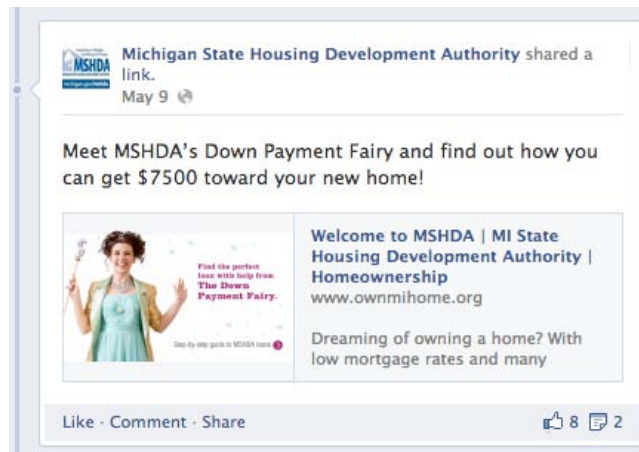 MSHDA
Michigan State Housing Development Authority shared a
link.
May 9
Meet MSHDA's Down Payment Fairy and find out how you
can get $7500 toward your new home!
Find the perfect
loan with help from
The Down
Payment Fairy.
Step-by-step guide to MSHDA loans
Welcome to MSHDA | MI State
Housing Development Authority |
Homeownership
www.ownmihome.org
Dreaming of owning a home? With
low mortgage rates and many
Like · Comment · Share
8 2